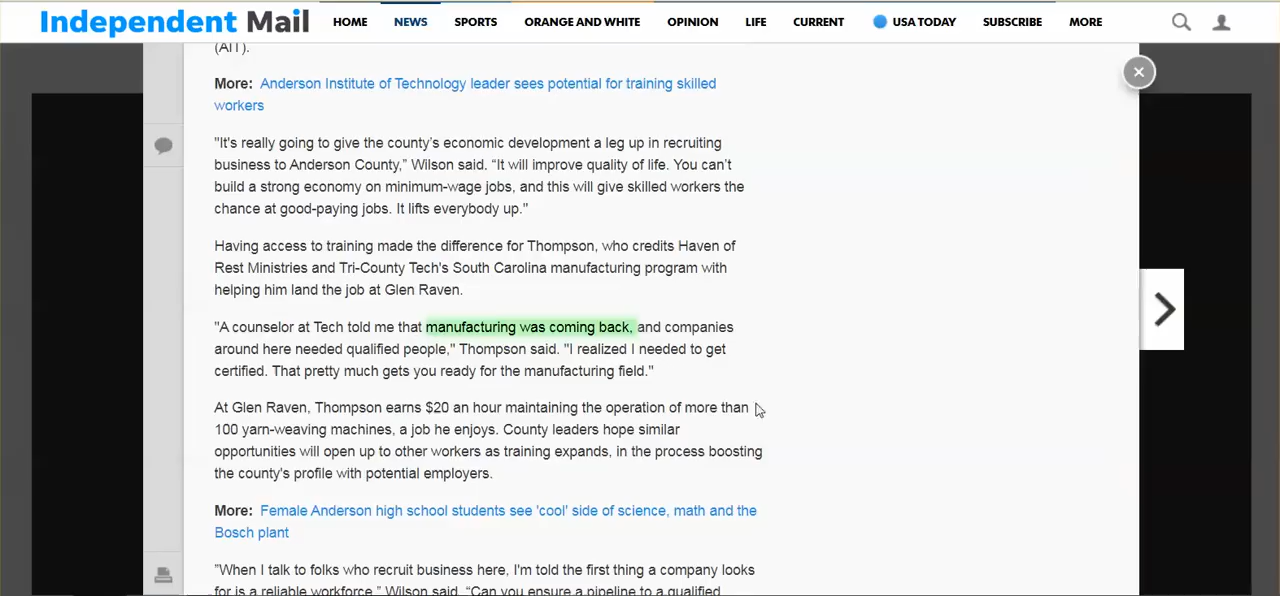 Independent Mail
HOME NEWS SPORTS ORANGE AND WHITE OPINION LIFE CURRENT USA TODAY SUBSCRIBE MORE
(AIT).
More: Anderson Institute of Technology leader sees potential for training skilled
workers
"It's really going to give the county’s economic development a leg up in recruiting
business to Anderson County,” Wilson said. “It will improve quality of life. You can’t
build a strong economy on minimum-wage jobs, and this will give skilled workers the
chance at good-paying jobs. It lifts everybody up."
Having access to training made the difference for Thompson, who credits Haven of
Rest Ministries and Tri-County Tech's South Carolina manufacturing program with
helping him land the job at Glen Raven.
"A counselor at Tech told me that manufacturing was coming back, and companies
around here needed qualified people," Thompson said. "I realized I needed to get
certified. That pretty much gets you ready for the manufacturing field."
At Glen Raven, Thompson earns $20 an hour maintaining the operation of more than
100 yarn-weaving machines, a job he enjoys. County leaders hope similar
opportunities will open up to other workers as training expands, in the process boosting
the county's profile with potential employers.
More: Female Anderson high school students see 'cool' side of science, math and the
Bosch plant
”When I talk to folks who recruit business here, I'm told the first thing a company looks
for is a reliable workforce,” Wilson said. “Can you ensure a pipeline to a qualified